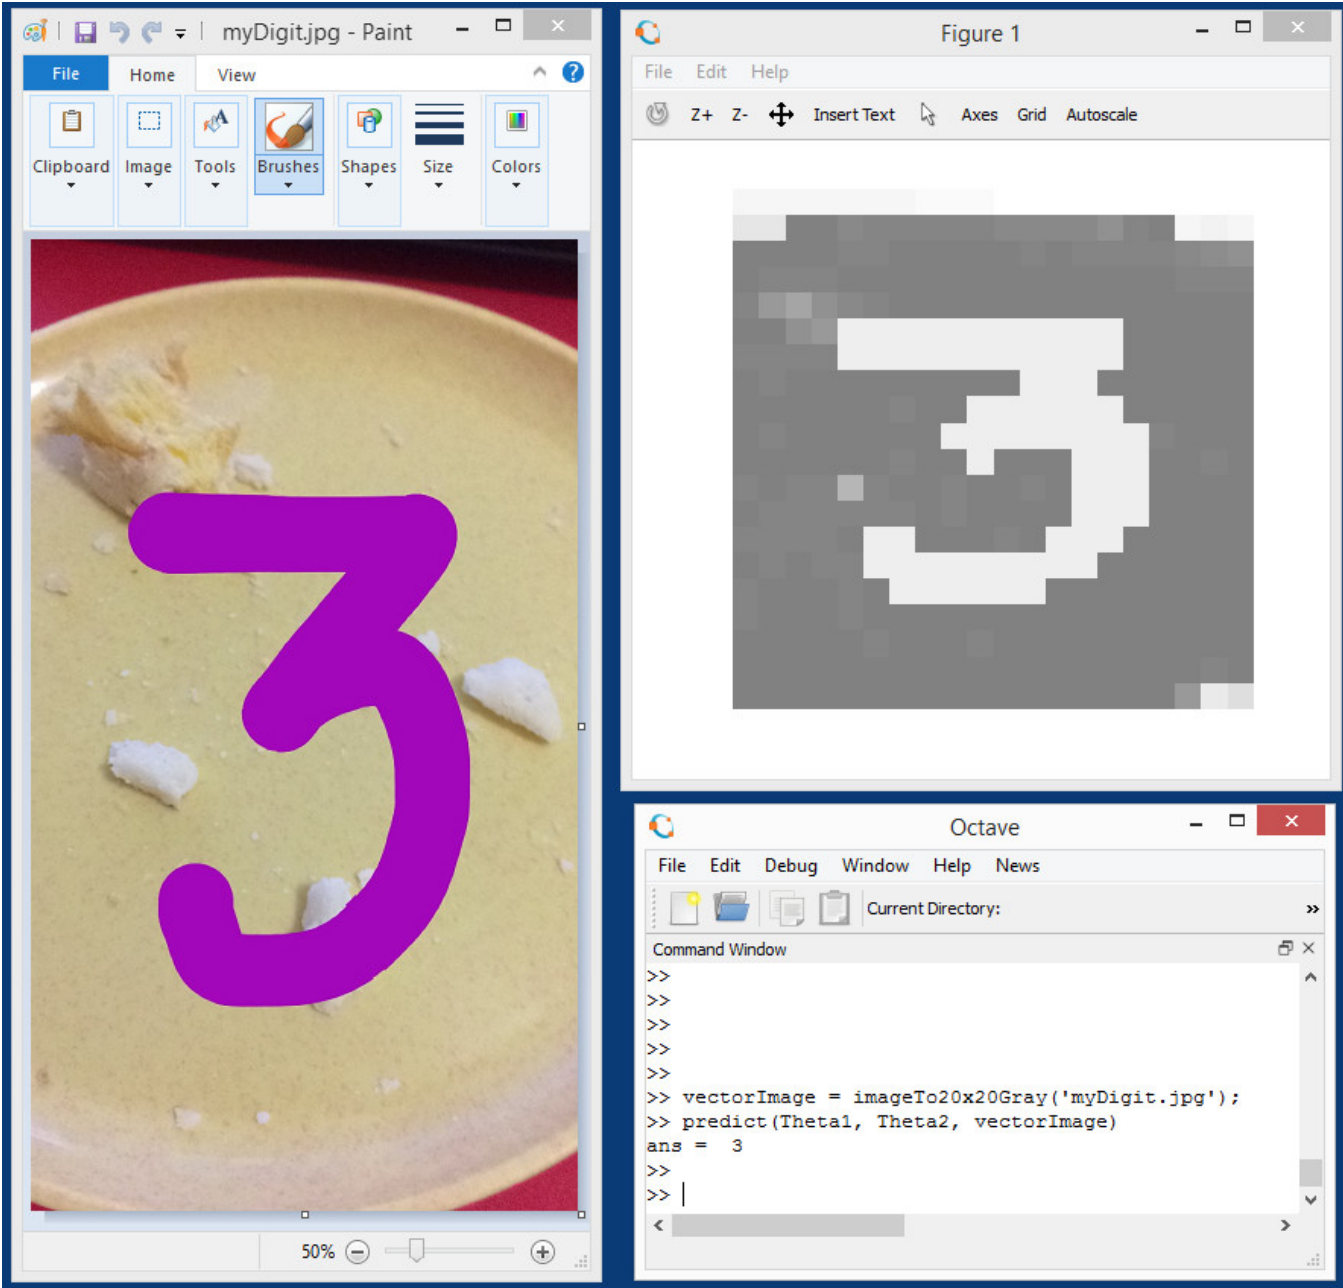 myDigit.jpg - Paint
File Home View
Clipboard Image Tools Brushes Shapes Size Colors
3
50%
Figure 1
File Edit Help
Z+ Z- Insert Text Axes Grid Autoscale
3
Octave
File Edit Debug Window Help News
Current Directory: »
Command Window
>>
>>
>>
>>
>>
>> vectorImage = imageTo20x20Gray('myDigit.jpg');
>> predict(Theta1, Theta2, vectorImage)
ans = 3
>>
>>